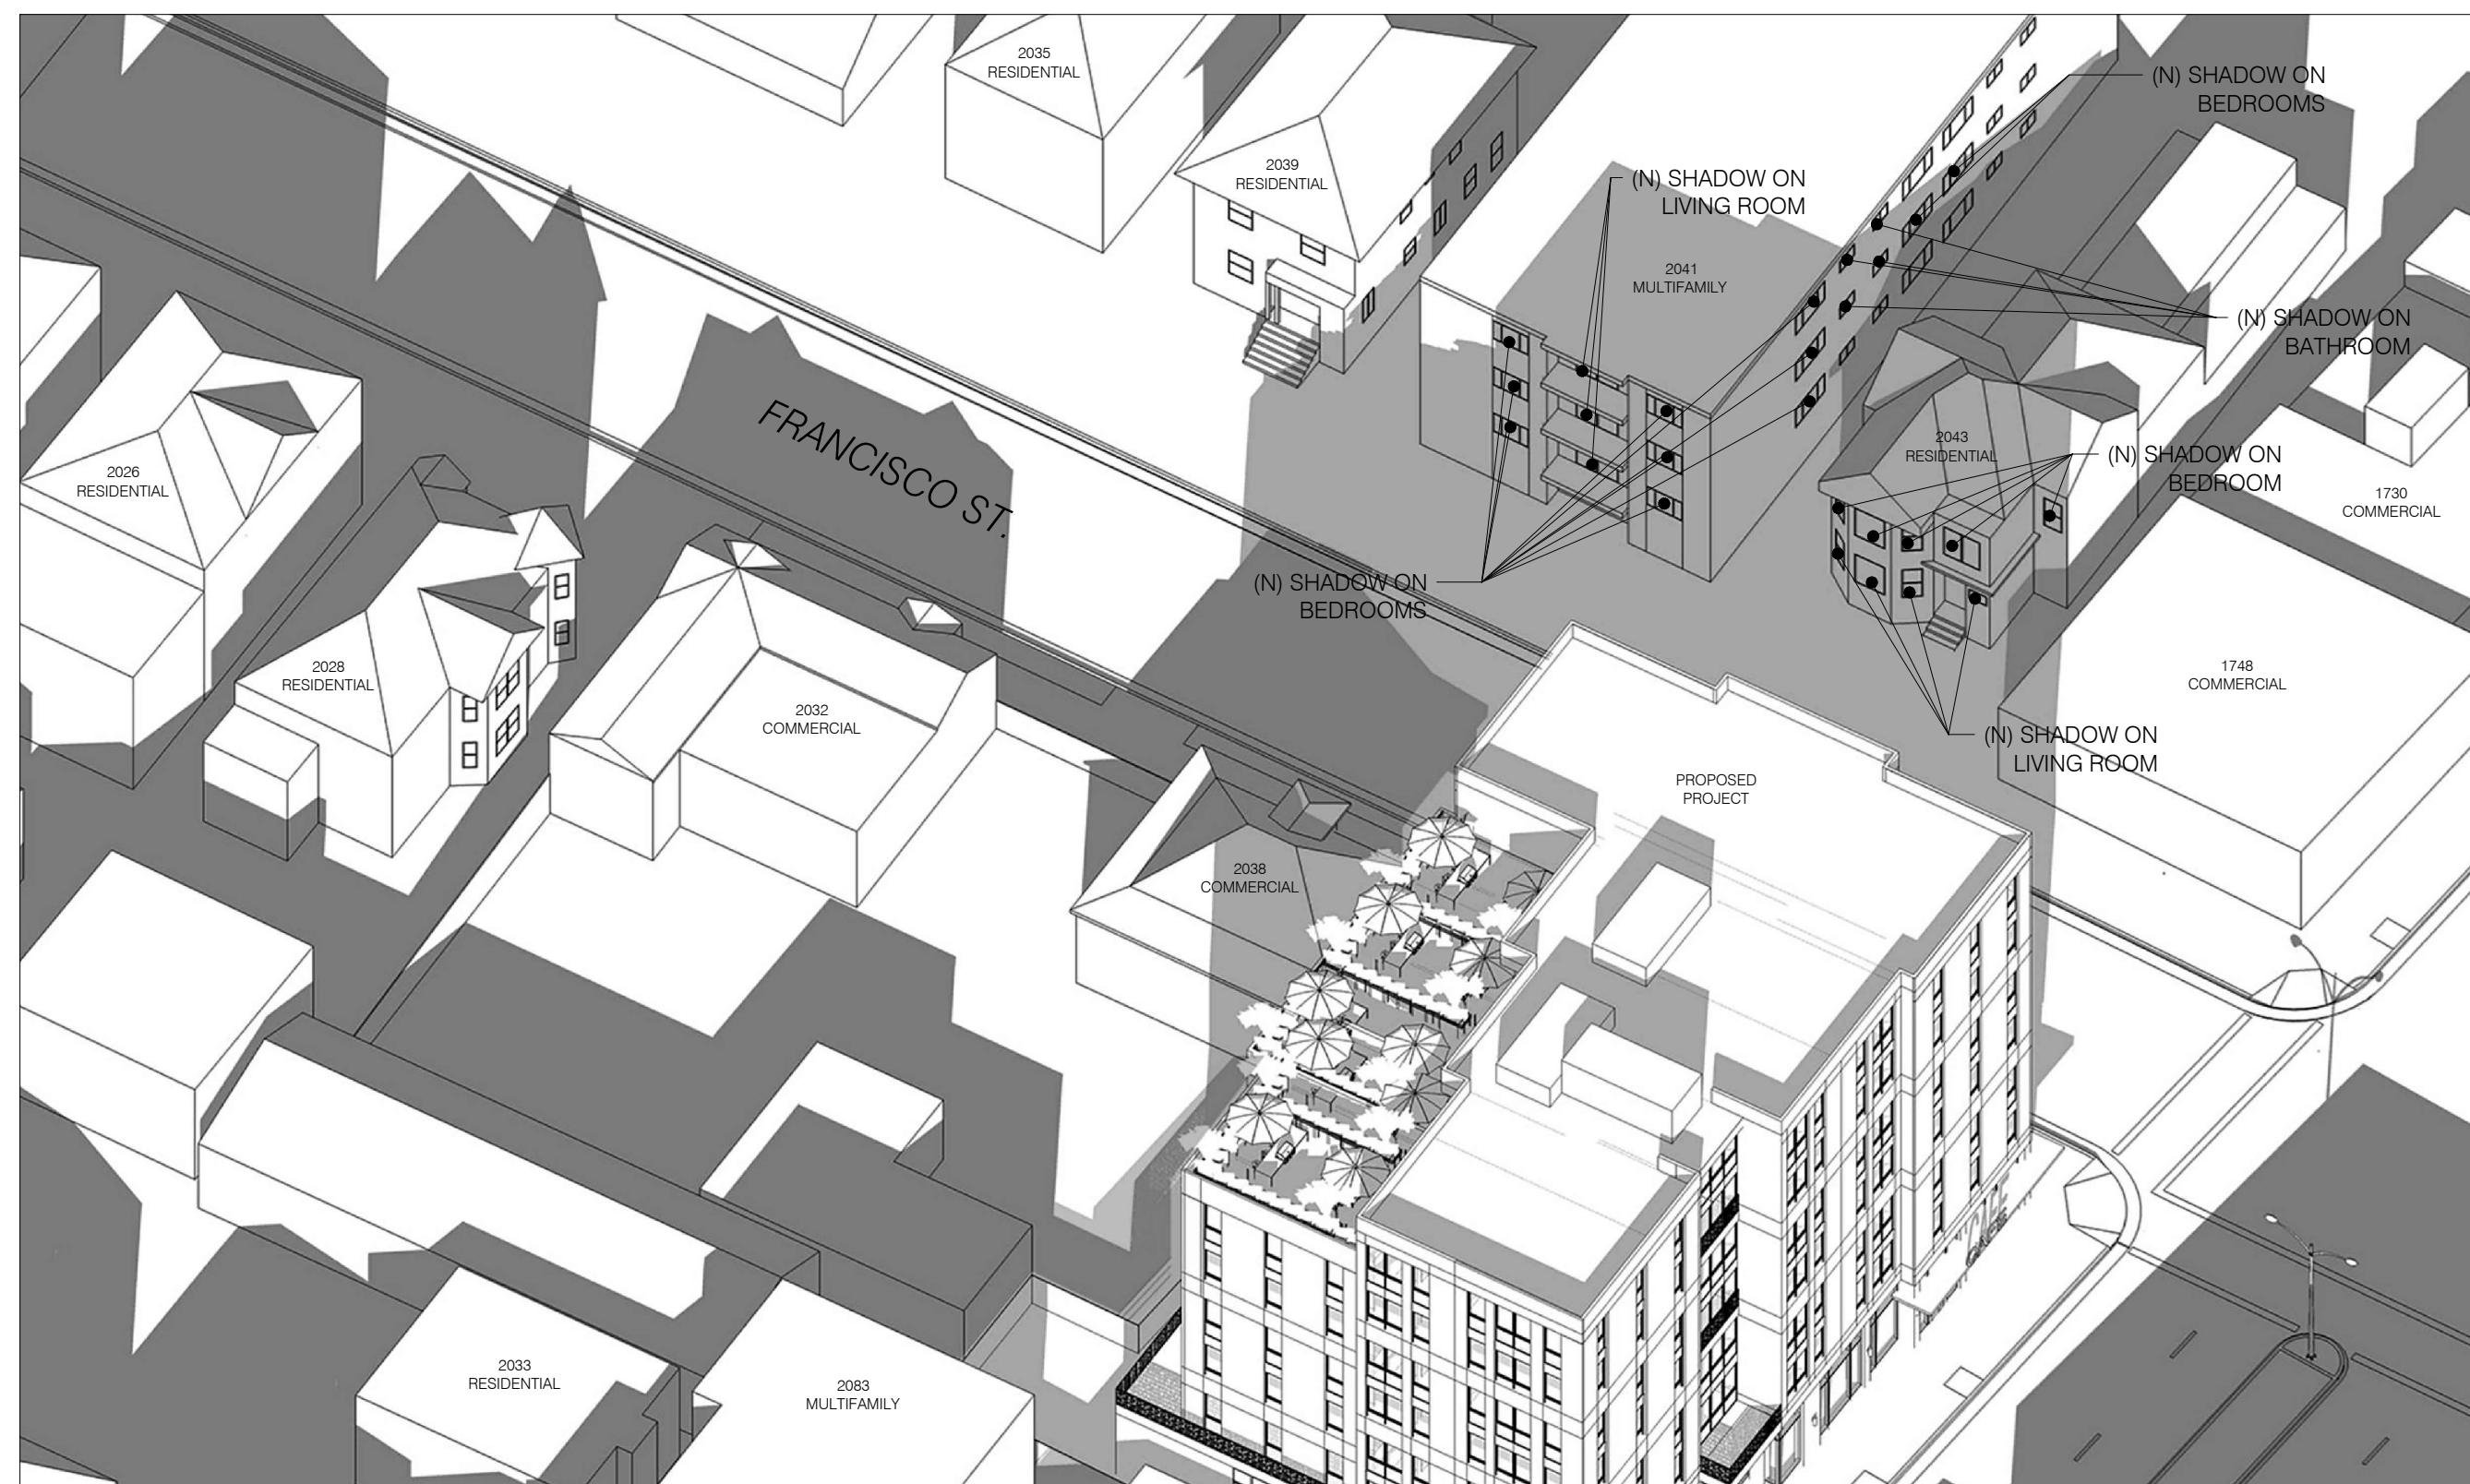 2035
RESIDENTIAL
(N) SHADOW ON
BEDROOMS
2039
RESIDENTIAL
(N) SHADOW ON
LIVING ROOM
2041
MULTIFAMILY
(N) SHADOW ON
BATHROOM
FRANCISCO ST.
2043
RESIDENTIAL
(N) SHADOW ON
BEDROOM
2026
RESIDENTIAL
1730
COMMERCIAL
(N) SHADOW ON
BEDROOMS
2028
RESIDENTIAL
2032
COMMERCIAL
1748
COMMERCIAL
(N) SHADOW ON
LIVING ROOM
PROPOSED
PROJECT
2038
COMMERCIAL
CAFE
2033
RESIDENTIAL
2083
MULTIFAMILY